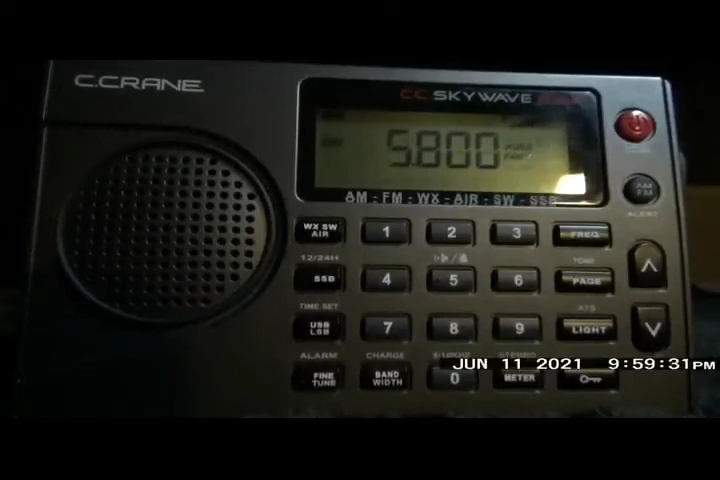 C.CRANE
CC SKYWAVE
5.800
AM - FM - WX - AIR - SW - SSB
AM
FM
ALERT
WX SW
AIR
1
2
3
FREQ
12/24H
TONE
SSB
4
5
6
PAGE
TIME SET
ATS
USB
LSB
7
8
9
LIGHT
ALARM
CHARGE
JUN 11 2021 9:59:31PM
FINE
TUNE
BAND
WIDTH
0
METER